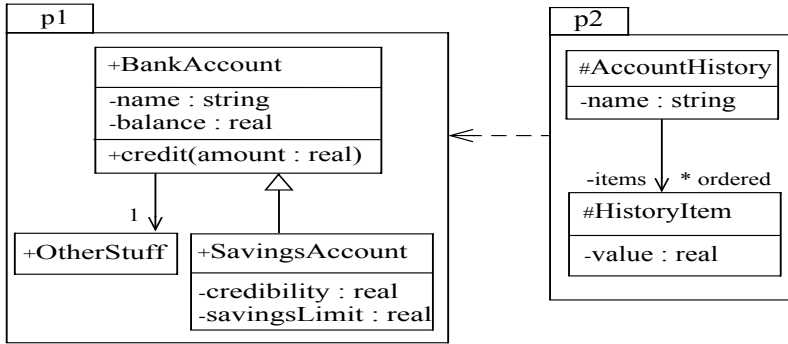 p1
+BankAccount
-name : string
-balance : real
+credit(amount : real)
1
+OtherStuff
+SavingsAccount
-credibility : real
-savingsLimit : real
p2
#AccountHistory
-name : string
-items * ordered
#HistoryItem
-value : real